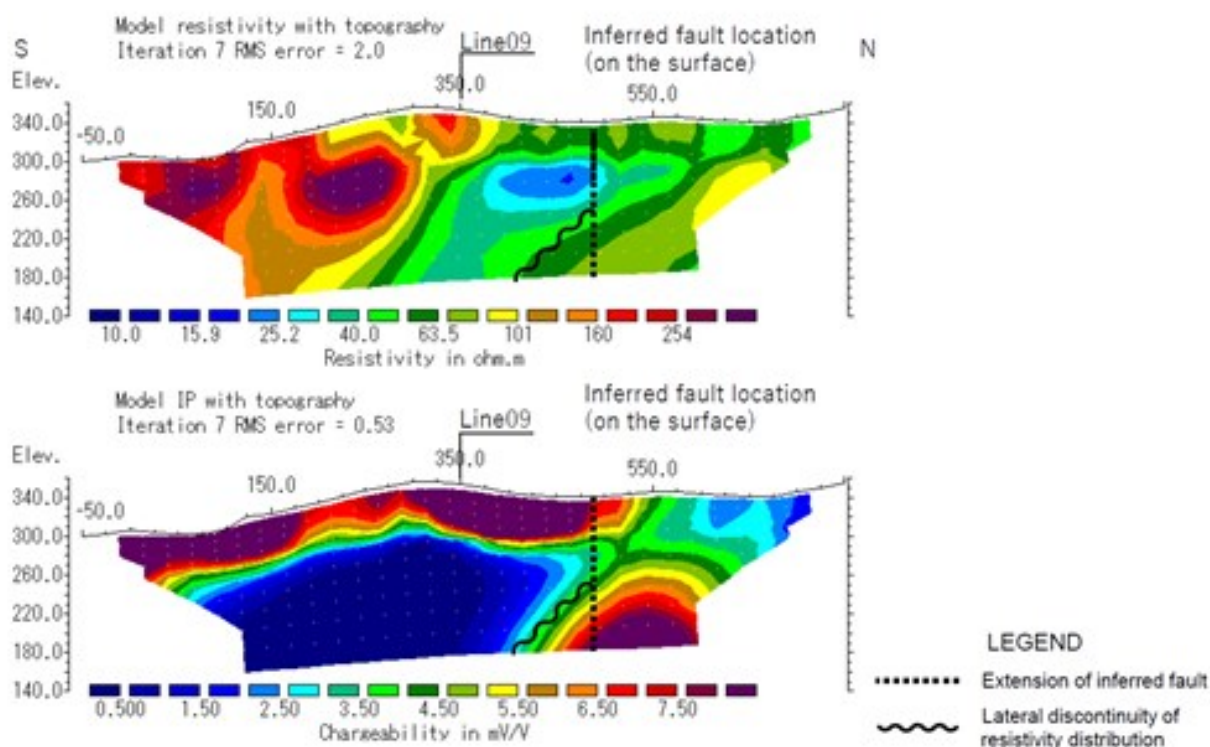 Model resistivity with topography
Iteration 7 RMS error = 2.0
Line09
Inferred fault location
(on the surface)
S
N
Elev.
-50.0
150.0
350.0
550.0
340.0
300.0
260.0
220.0
180.0
140.0
10.0 15.9 25.2 40.0 63.5 101 160 254
Resistivity in ohm.m
Model IP with topography
Iteration 7 RMS error = 0.53
Line09
Inferred fault location
(on the surface)
Elev.
-50.0
150.0
350.0
550.0
340.0
300.0
260.0
220.0
180.0
140.0
0.500 1.50 2.50 3.50 4.50 5.50 6.50 7.50
Chargeability in mV/V
LEGEND
Extension of inferred fault
Lateral discontinuity of
resistivity distribution